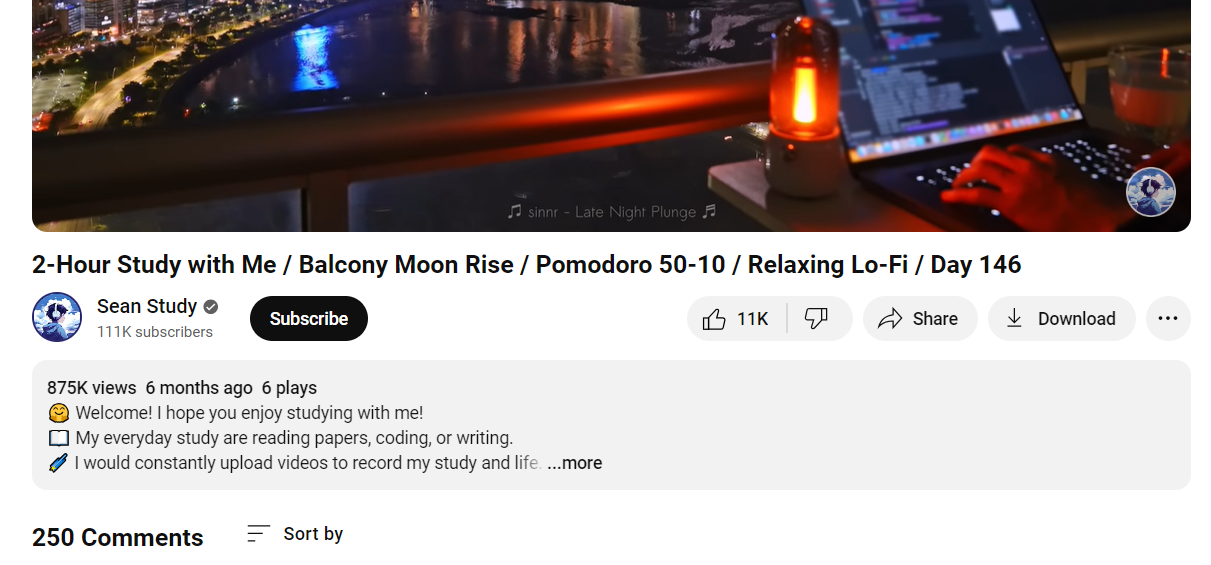 ♫ sinnr - Late Night Plunge ♬
2-Hour Study with Me / Balcony Moon Rise / Pomodoro 50-10 / Relaxing Lo-Fi / Day 146
Sean Study
111K subscribers
Subscribe
11K
Share
Download
875K views 6 months ago 6 plays
🤗 Welcome! I hope you enjoy studying with me!
📖 My everyday study are reading papers, coding, or writing.
🖊 I would constantly upload videos to record my study and life. ...more
250 Comments
Sort by